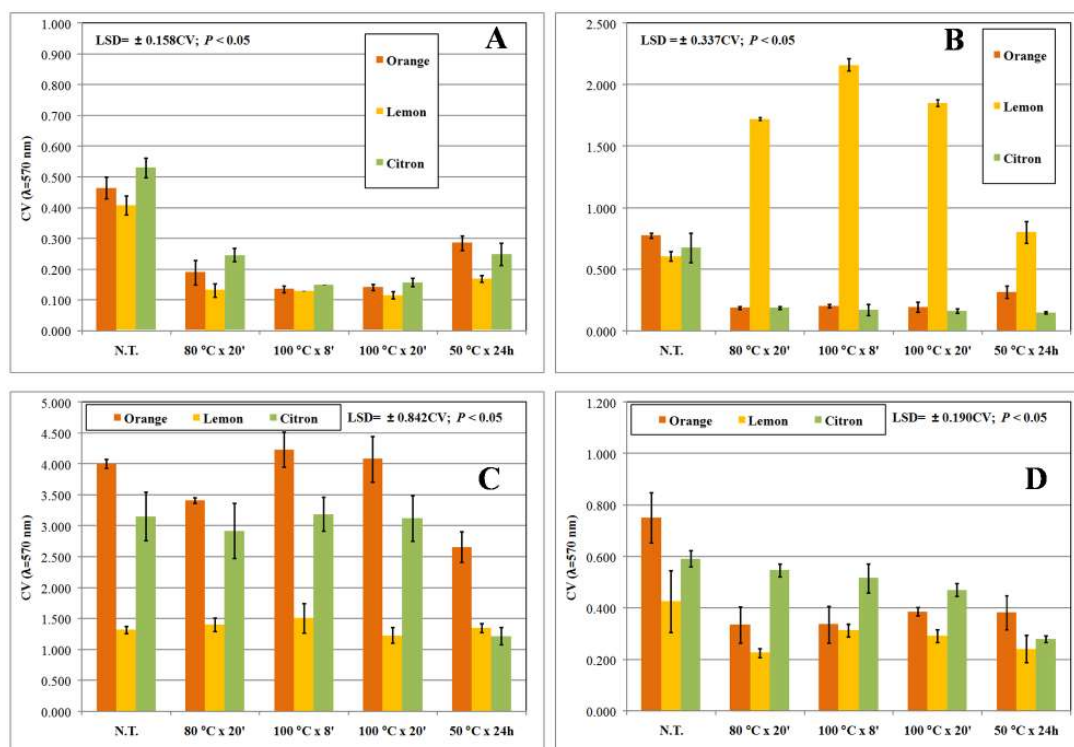 1.000
LSD= ± 0.158CV; P < 0.05
A
0.900
Orange
0.800
0.700
Lemon
0.600
Citron
0.500
0.400
0.300
0.200
0.100
0.000
CV (λ=570 nm)
N.T. 80 °C x 20' 100 °C x 8' 100 °C x 20' 50 °C x 24h
2.500
LSD = ± 0.337CV; P < 0.05
B
Orange
2.000
Lemon
1.500
Citron
1.000
0.500
0.000
CV (λ=570 nm)
N.T. 80 °C x 20' 100 °C x 8' 100 °C x 20' 50 °C x 24h
5.000
Orange Lemon Citron LSD= ± 0.842CV; P < 0.05
4.500
4.000
C
3.500
3.000
2.500
2.000
1.500
1.000
0.500
0.000
CV (λ=570 nm)
N.T. 80 °C x 20' 100 °C x 8' 100 °C x 20' 50 °C x 24h
1.200
Orange Lemon Citron LSD= ± 0.190CV; P < 0.05
1.000
D
0.800
0.600
0.400
0.200
0.000
CV (λ=570 nm)
N.T. 80 °C x 20' 100 °C x 8' 100 °C x 20' 50 °C x 24h